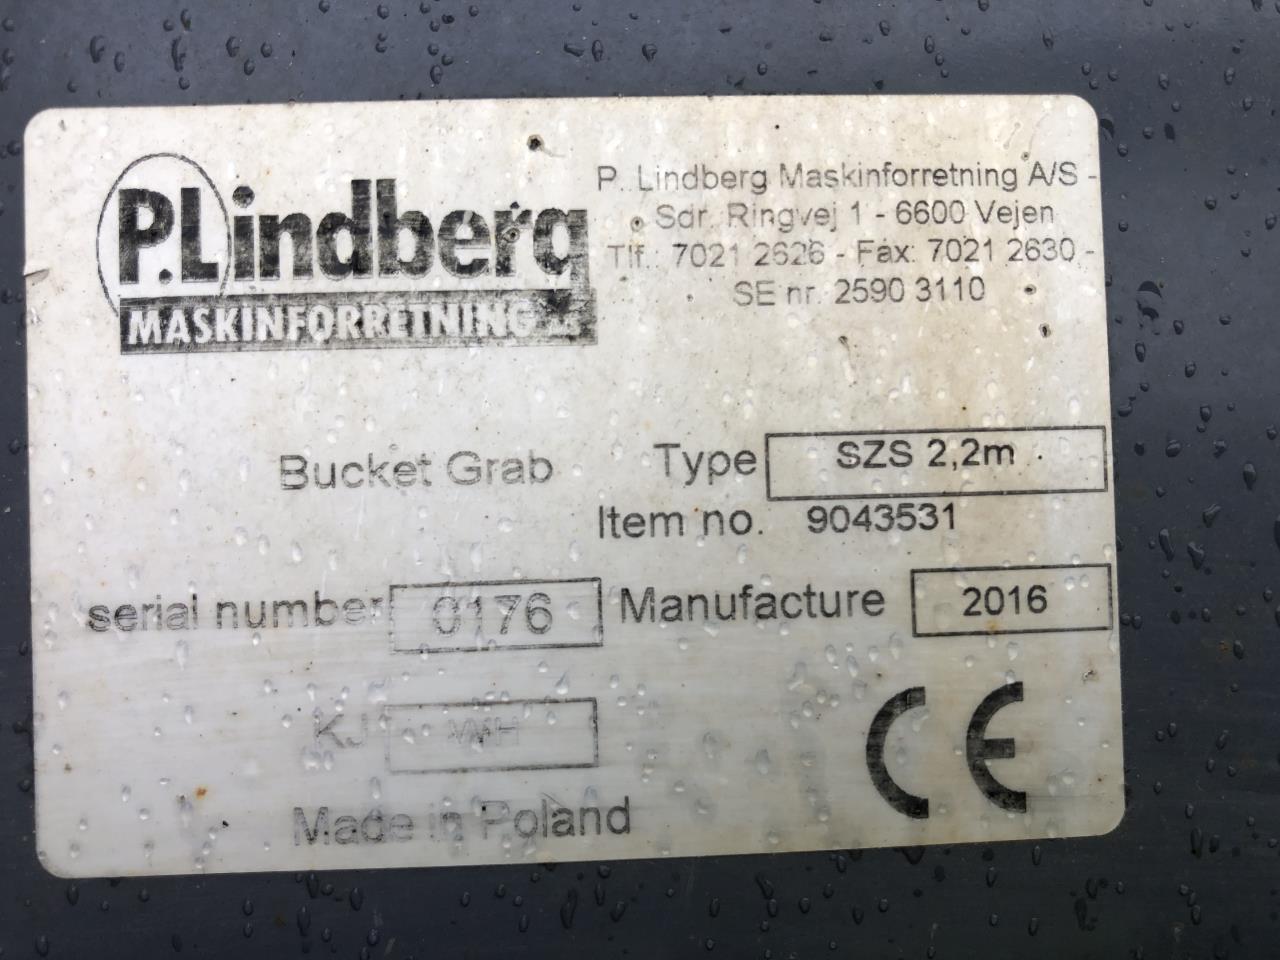 P.Lindberg
MASKINFORRETNING A/S
P. Lindberg Maskinforretning A/S -
Sdr. Ringvej 1 - 6600 Vejen
Tlf.: 7021 2626 - Fax: 7021 2630 -
SE nr. 2590 3110
Bucket Grab Type SZS 2,2m
Item no. 9043531
serial number 0176 Manufacture 2016
KJ WH
CE
Made in Poland